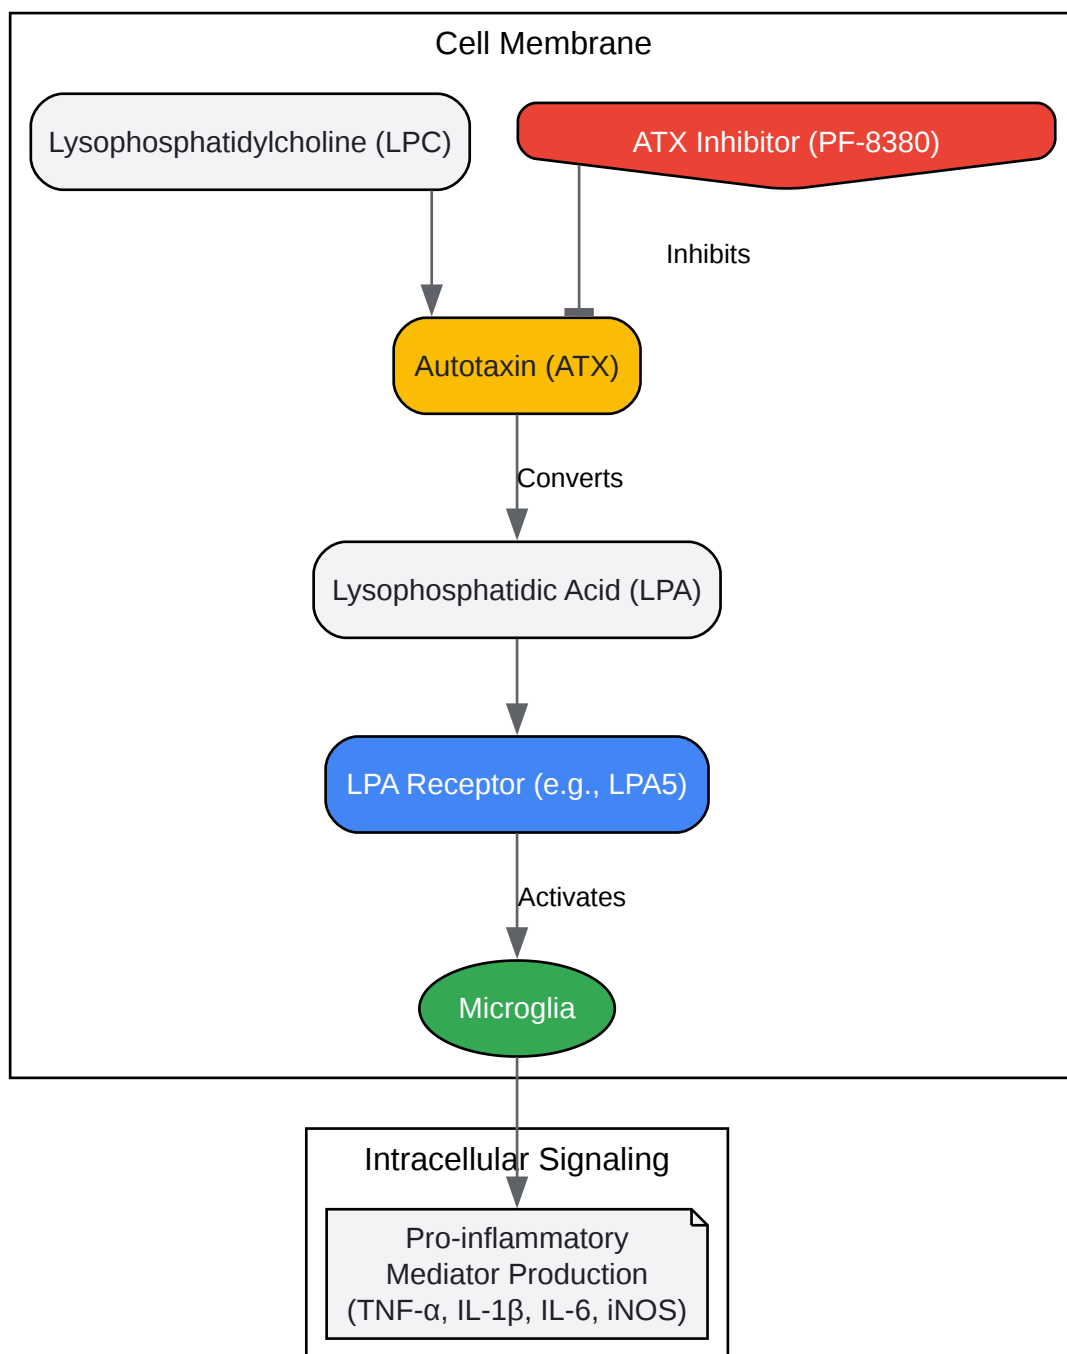 Cell Membrane
Lysophosphatidylcholine (LPC)
ATX Inhibitor (PF-8380)
Inhibits
Autotaxin (ATX)
Converts
Lysophosphatidic Acid (LPA)
LPA Receptor (e.g., LPA5)
Activates
Microglia
Intracellular Signaling
Pro-inflammatory
Mediator Production
(TNF-α, IL-1β, IL-6, iNOS)